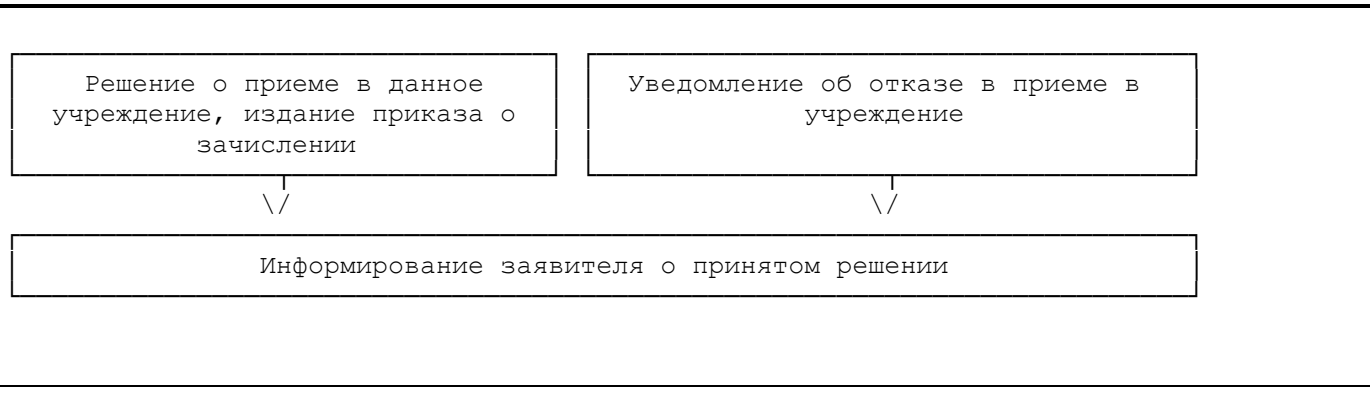 Решение о приеме в данное
учреждение, издание приказа о
зачислении
Уведомление об отказе в приеме в
учреждение
\/
\/
Информирование заявителя о принятом решении